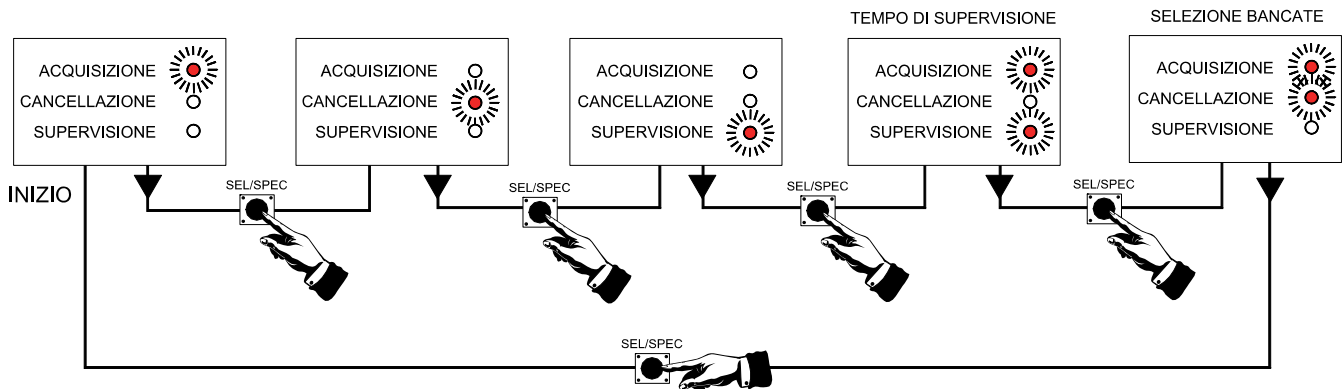 TEMPO DI SUPERVISIONE
SELEZIONE BANCATE
ACQUISIZIONE
CANCELLAZIONE
SUPERVISIONE
ACQUISIZIONE
CANCELLAZIONE
SUPERVISIONE
ACQUISIZIONE
CANCELLAZIONE
SUPERVISIONE
ACQUISIZIONE
CANCELLAZIONE
SUPERVISIONE
ACQUISIZIONE
CANCELLAZIONE
SUPERVISIONE
INIZIO
SEL/SPEC
SEL/SPEC
SEL/SPEC
SEL/SPEC
SEL/SPEC